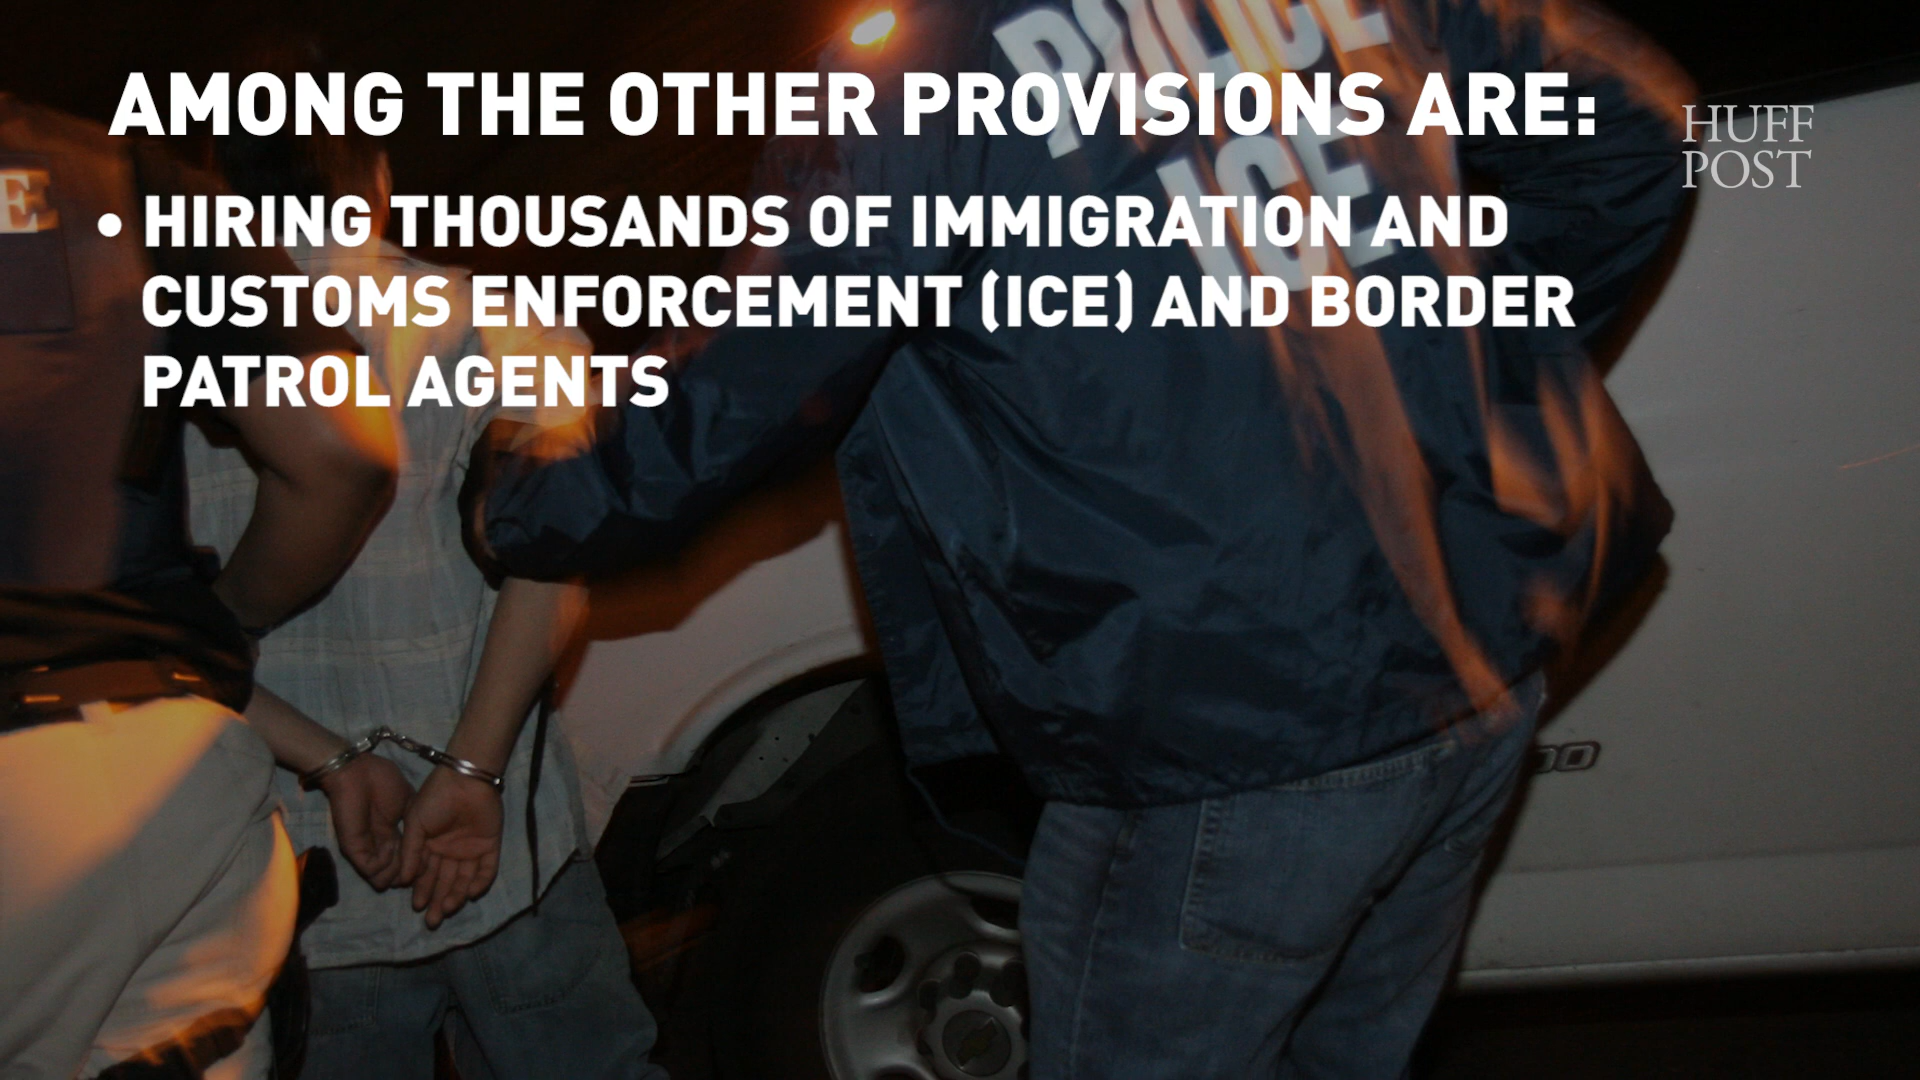 AMONG THE OTHER PROVISIONS ARE:
HUFF
POST
• HIRING THOUSANDS OF IMMIGRATION AND
CUSTOMS ENFORCEMENT (ICE) AND BORDER
PATROL AGENTS
POLICE
ICE
E
00